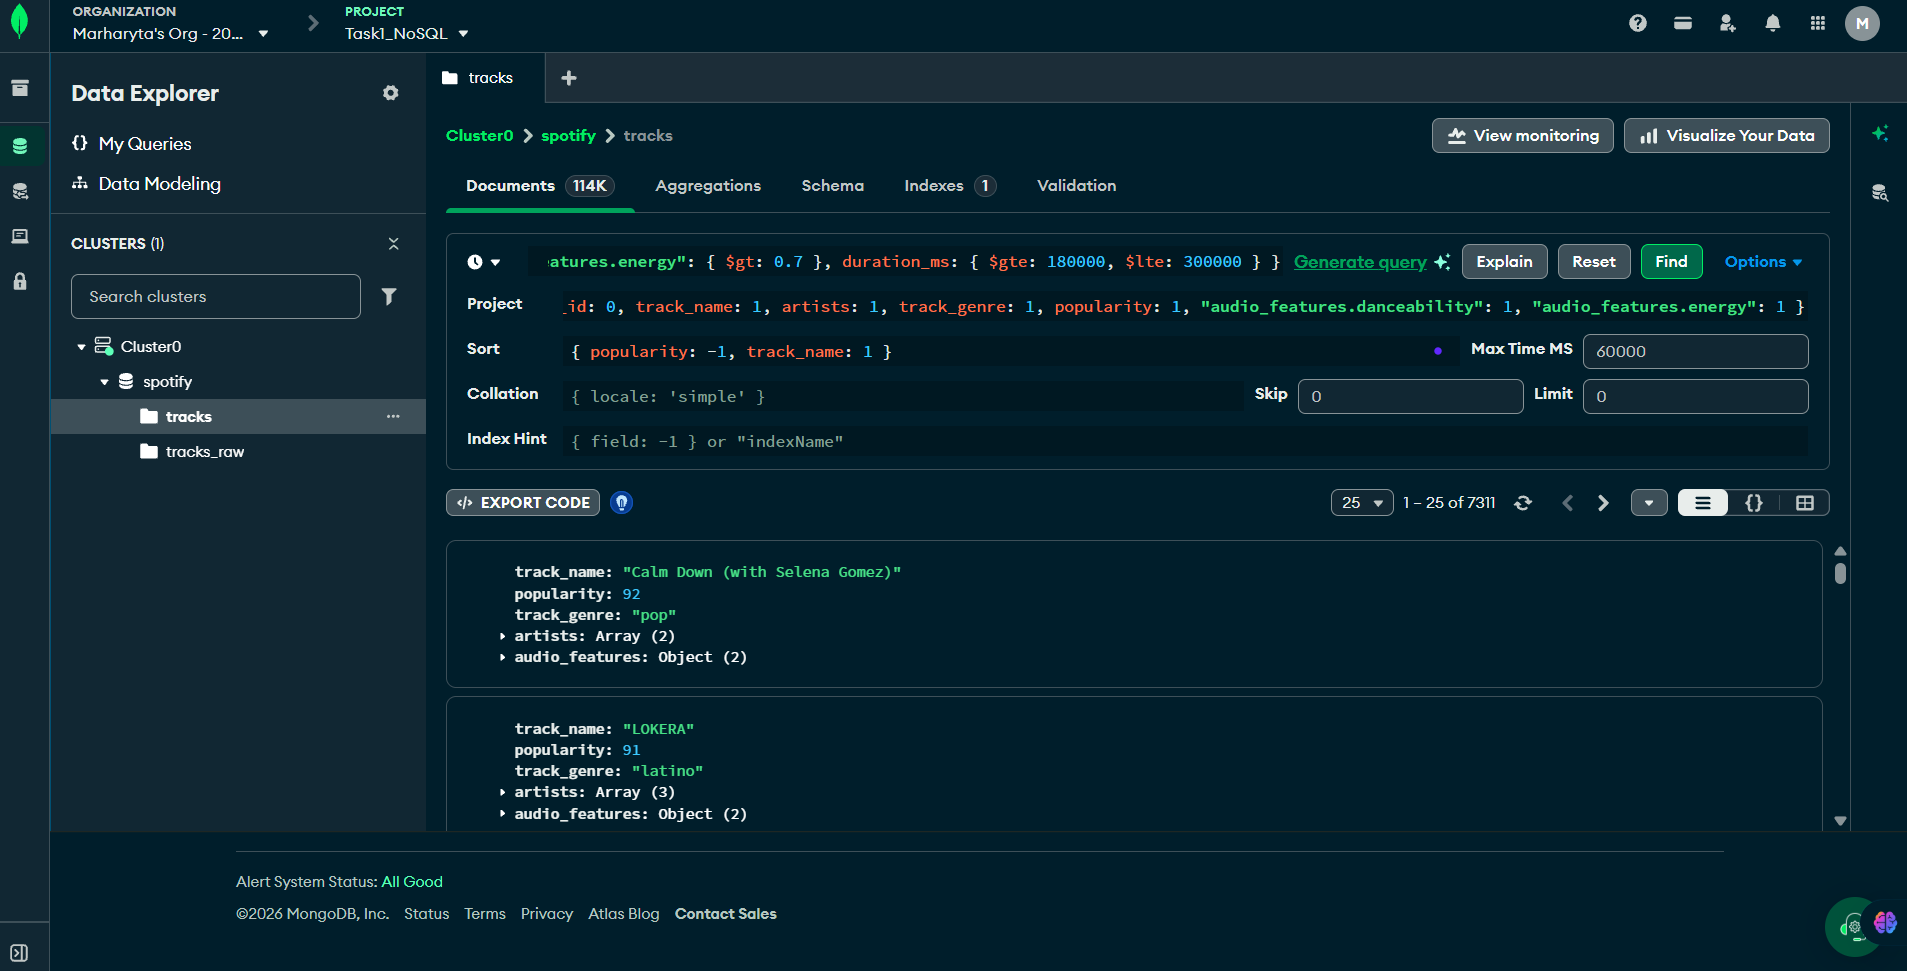 ORGANIZATION
Marharyta's Org - 20...
PROJECT
Task1_NoSQL
M
Data Explorer
My Queries
Data Modeling
CLUSTERS (1)
Search clusters
Cluster0
spotify
tracks
tracks_raw
tracks
Cluster0 > spotify > tracks
View monitoring
Visualize Your Data
Documents 114K
Aggregations
Schema
Indexes 1
Validation
atures.energy": { $gt: 0.7 }, duration_ms: { $gte: 180000, $lte: 300000 } }
Generate query
Explain
Reset
Find
Options
Project
_id: 0, track_name: 1, artists: 1, track_genre: 1, popularity: 1, "audio_features.danceability": 1, "audio_features.energy": 1 }
Sort
{ popularity: -1, track_name: 1 }
Max Time MS
60000
Collation
{ locale: 'simple' }
Skip
0
Limit
0
Index Hint
{ field: -1 } or "indexName"
EXPORT CODE
25
1 – 25 of 7311
track_name: "Calm Down (with Selena Gomez)"
popularity: 92
track_genre: "pop"
artists: Array (2)
audio_features: Object (2)
track_name: "LOKERA"
popularity: 91
track_genre: "latino"
artists: Array (3)
audio_features: Object (2)
Alert System Status: All Good
©2026 MongoDB, Inc. Status Terms Privacy Atlas Blog Contact Sales